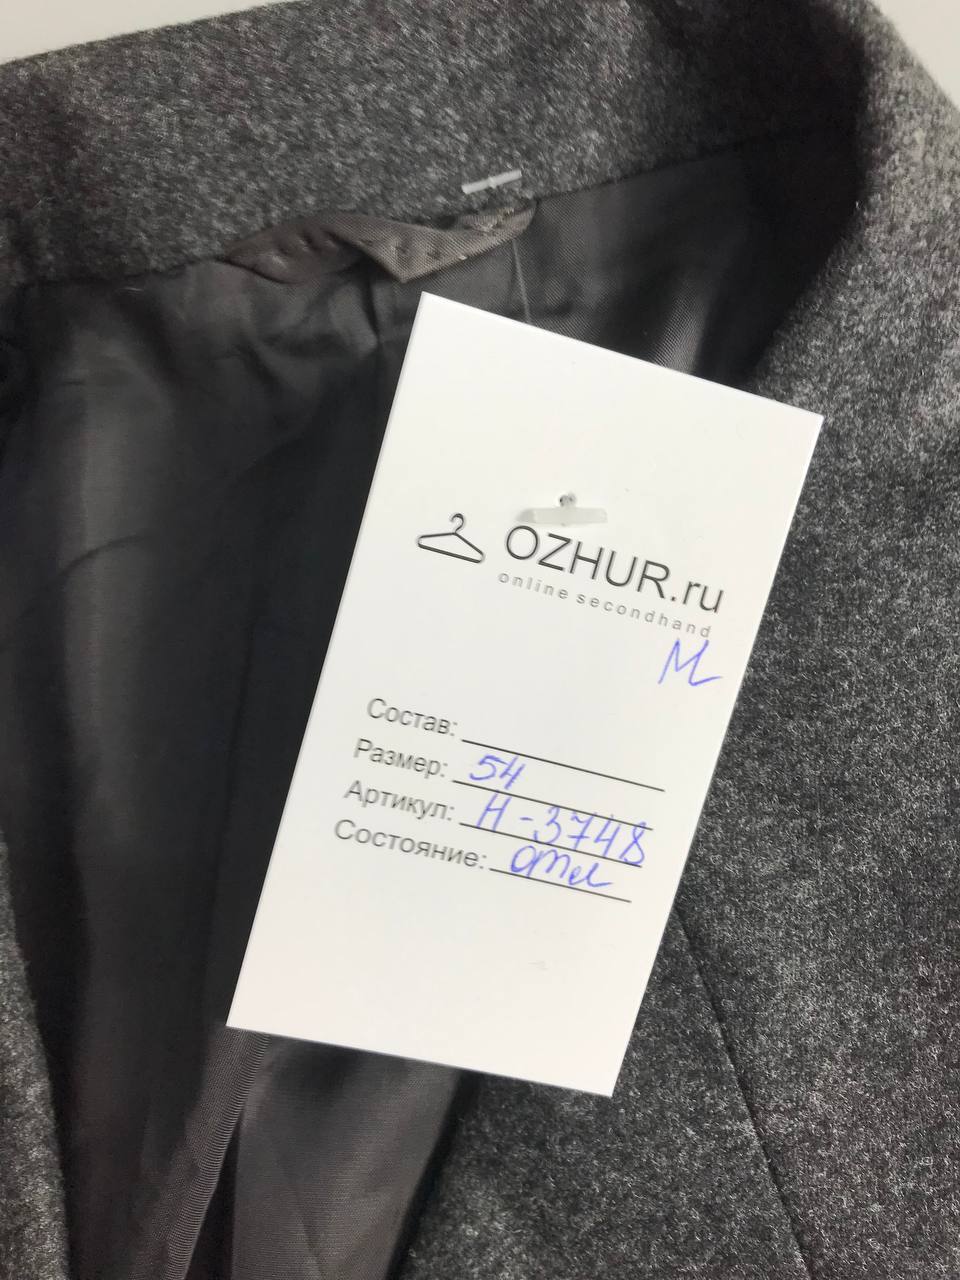 OZHUR.ru
online secondhand
М
Состав:
Размер: 54
Артикул: Н-3748
Состояние: отл